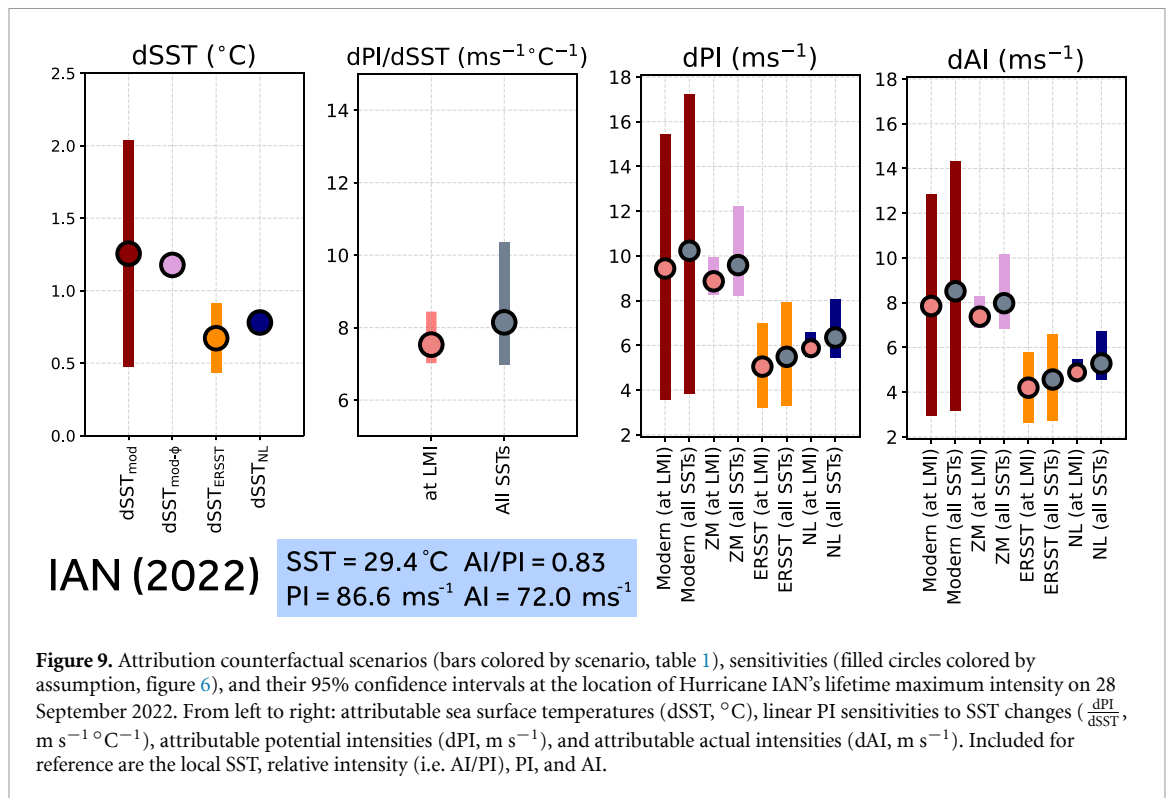 dSST (°C)
2.5
2.0
1.5
1.0
0.5
0.0
dSSTmod
dSSTmod-ϕ
dSSTERSST
dSSTNL
dPI/dSST (ms⁻¹°C⁻¹)
14
12
10
8
6
at LMI
All SSTs
dPI (ms⁻¹)
18
16
14
12
10
8
6
4
2
Modern (at LMI)
Modern (all SSTs)
ZM (at LMI)
ZM (all SSTs)
ERSST (at LMI)
ERSST (all SSTs)
NL (at LMI)
NL (all SSTs)
dAI (ms⁻¹)
18
16
14
12
10
8
6
4
2
Modern (at LMI)
Modern (all SSTs)
ZM (at LMI)
ZM (all SSTs)
ERSST (at LMI)
ERSST (all SSTs)
NL (at LMI)
NL (all SSTs)
IAN (2022)
SST = 29.4 °C AI/PI = 0.83
PI = 86.6 ms⁻¹ AI = 72.0 ms⁻¹
Figure 9. Attribution counterfactual scenarios (bars colored by scenario, table 1), sensitivities (filled circles colored by
assumption, figure 6), and their 95% confidence intervals at the location of Hurricane IAN's lifetime maximum intensity on 28
September 2022. From left to right: attributable sea surface temperatures (dSST, °C), linear PI sensitivities to SST changes (dPI/dSST,
m s⁻¹ °C⁻¹), attributable potential intensities (dPI, m s⁻¹), and attributable actual intensities (dAI, m s⁻¹). Included for
reference are the local SST, relative intensity (i.e. AI/PI), PI, and AI.